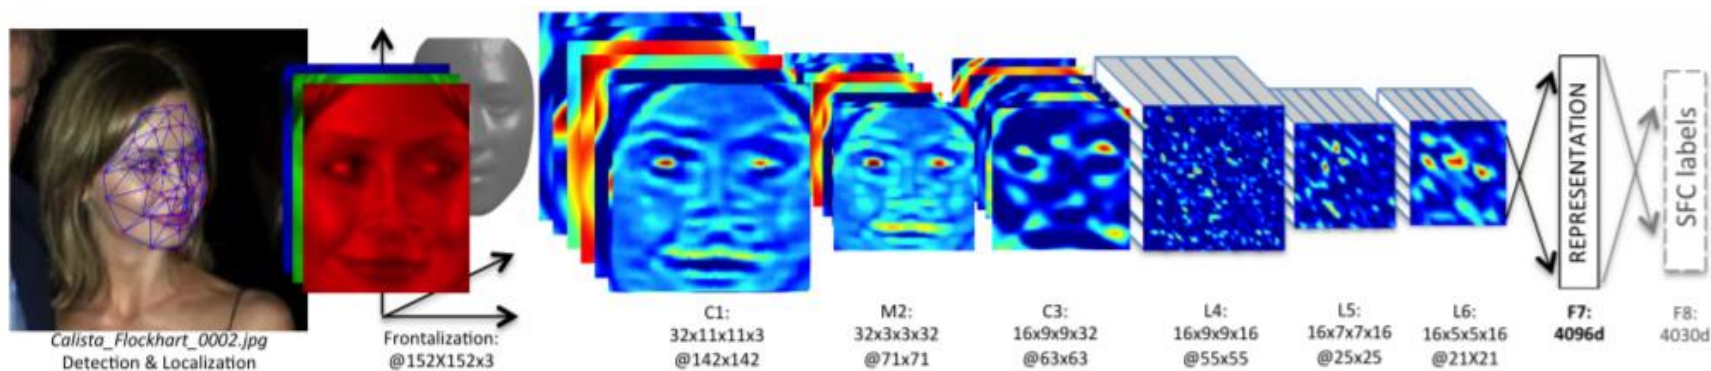 Calista_Flockhart_0002.jpg
Detection & Localization
Frontalization:
@152X152x3
C1:
32x11x11x3
@142x142
M2:
32x3x3x32
@71x71
C3:
16x9x9x32
@63x63
L4:
16x9x9x16
@55x55
L5:
16x7x7x16
@25x25
L6:
16x5x5x16
@21X21
REPRESENTATION
F7:
4096d
SFC labels
F8:
4030d